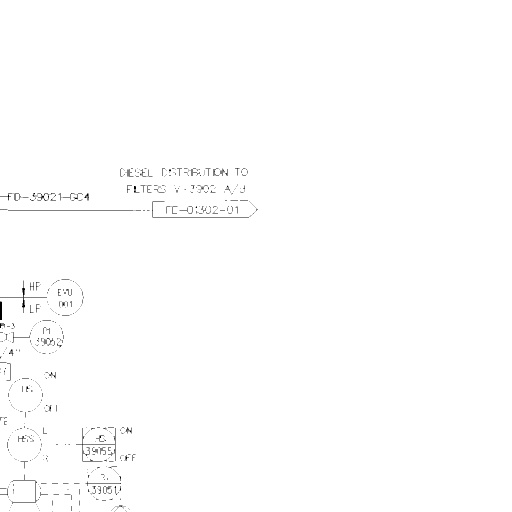 DIESEL DISTRIBUTION TO
FILTERS V-3902 A/B
FD-39021-GC4
FE-01302-01
HP
LP
EVU
001
39052
ON
HS
OFF
HSS
L
R
ON
HS
39055
OFF
39051